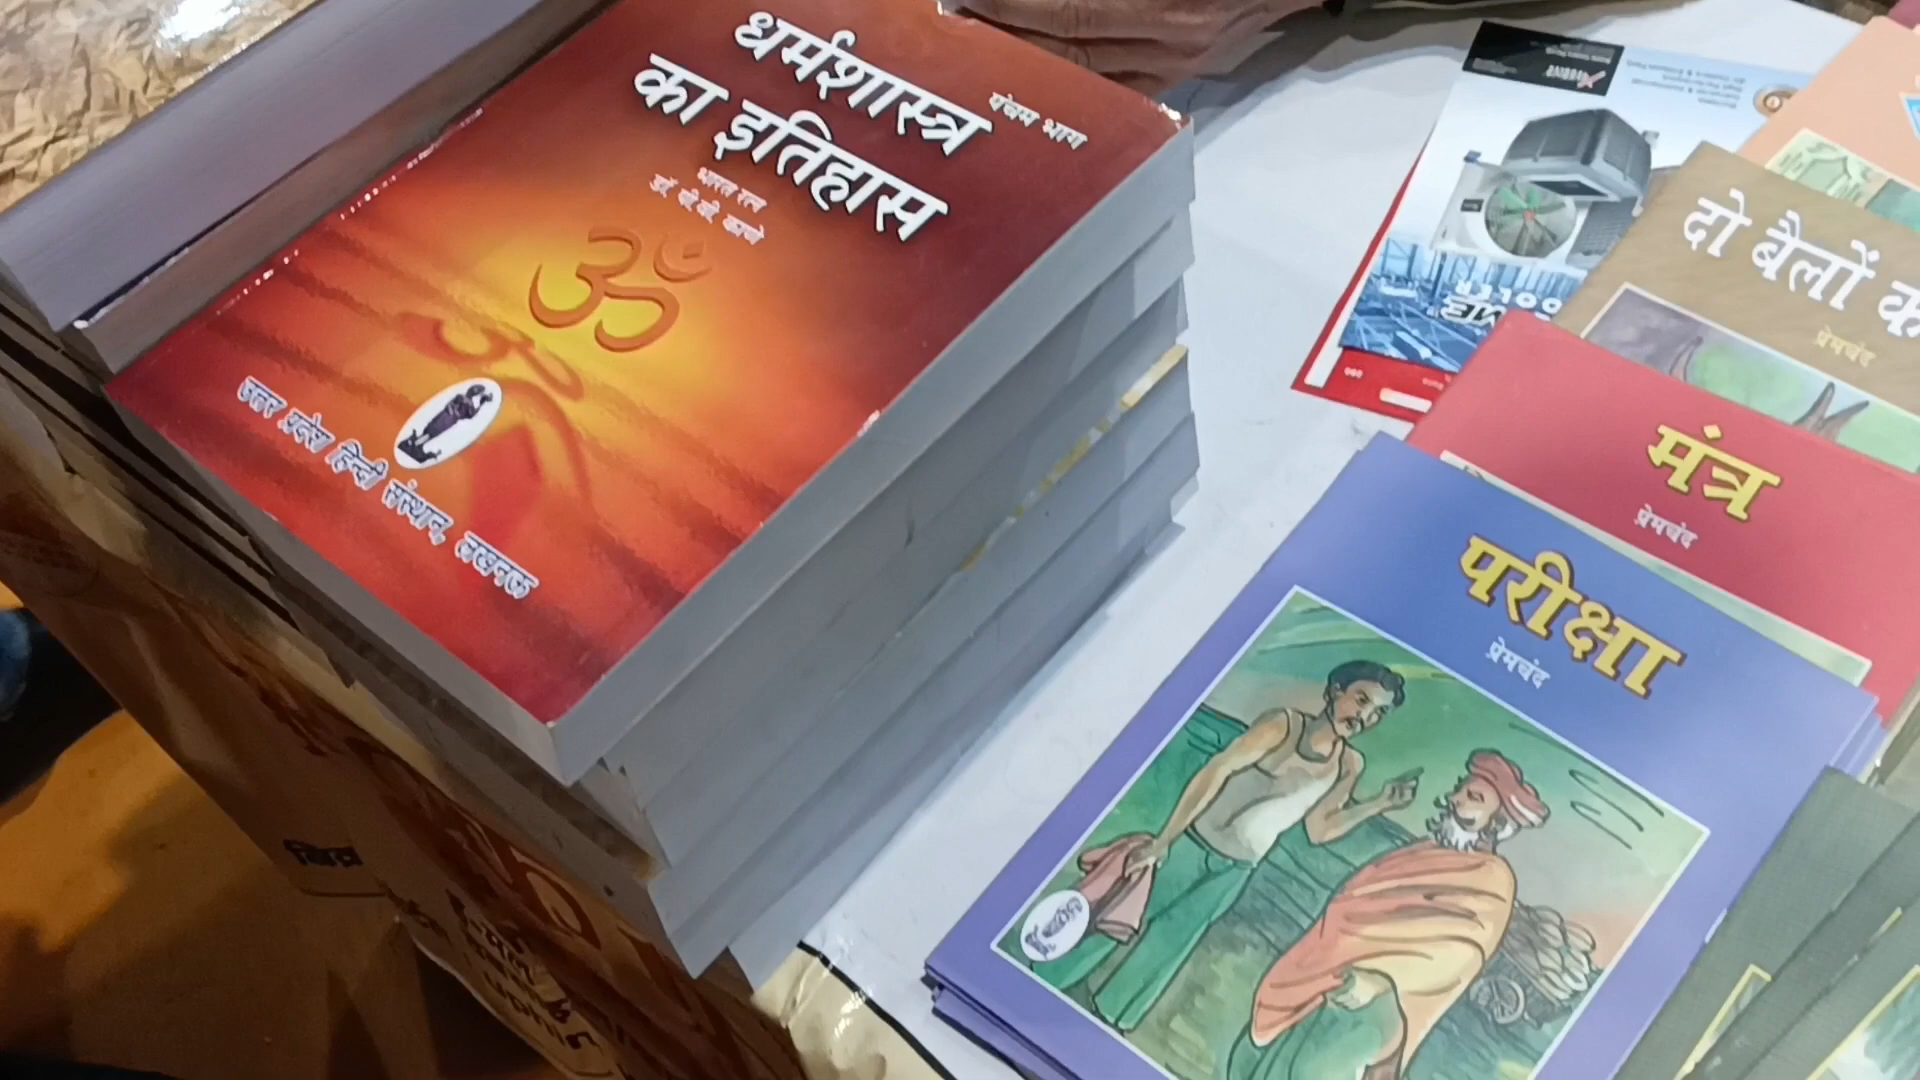 धर्मशास्त्र
का इतिहास
पंचम भाग
भारत रत्न
डॉ. पी.वी. काणे
उत्तर प्रदेश हिन्दी संस्थान, लखनऊ
दो बैलों क
प्रेमचंद
मंत्र
प्रेमचंद
परीक्षा
प्रेमचंद